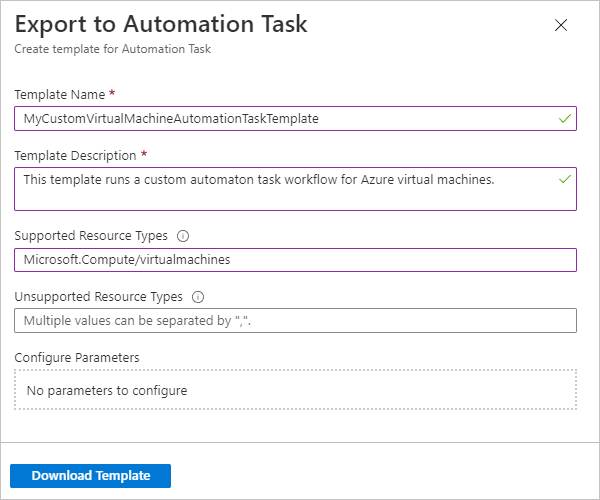 Export to Automation Task
Create template for Automation Task
Template Name *
MyCustomVirtualMachineAutomationTaskTemplate
Template Description *
This template runs a custom automaton task workflow for Azure virtual machines.
Supported Resource Types
Microsoft.Compute/virtualmachines
Unsupported Resource Types
Multiple values can be separated by ",".
Configure Parameters
No parameters to configure
Download Template